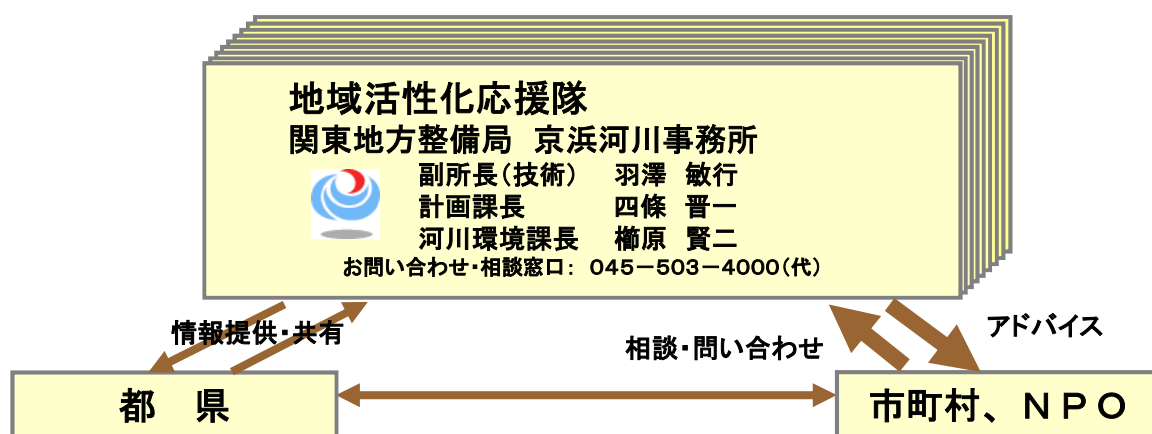 地域活性化応援隊
関東地方整備局　京浜河川事務所
副所長(技術)　羽澤　敏行
計画課長　四條　晋一
河川環境課長　櫛原　賢二
お問い合わせ・相談窓口：　０４５－５０３－４０００(代)
情報提供・共有
アドバイス
相談・問い合わせ
都　県
市町村、ＮＰＯ